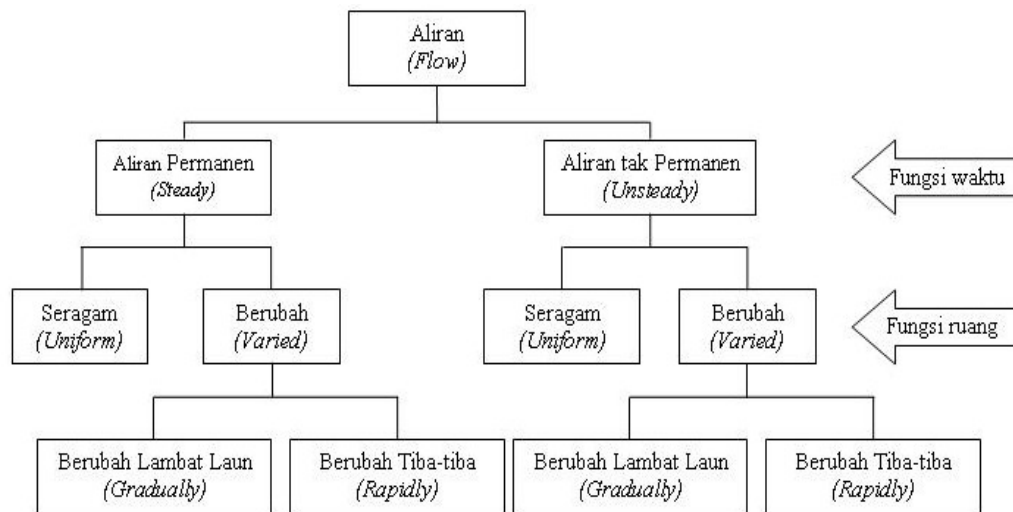 Aliran
(Flow)
Aliran Permanen
(Steady)
Aliran tak Permanen
(Unsteady)
Fungsi waktu
Seragam
(Uniform)
Berubah
(Varied)
Seragam
(Uniform)
Berubah
(Varied)
Fungsi ruang
Berubah Lambat Laun
(Gradually)
Berubah Tiba-tiba
(Rapidly)
Berubah Lambat Laun
(Gradually)
Berubah Tiba-tiba
(Rapidly)